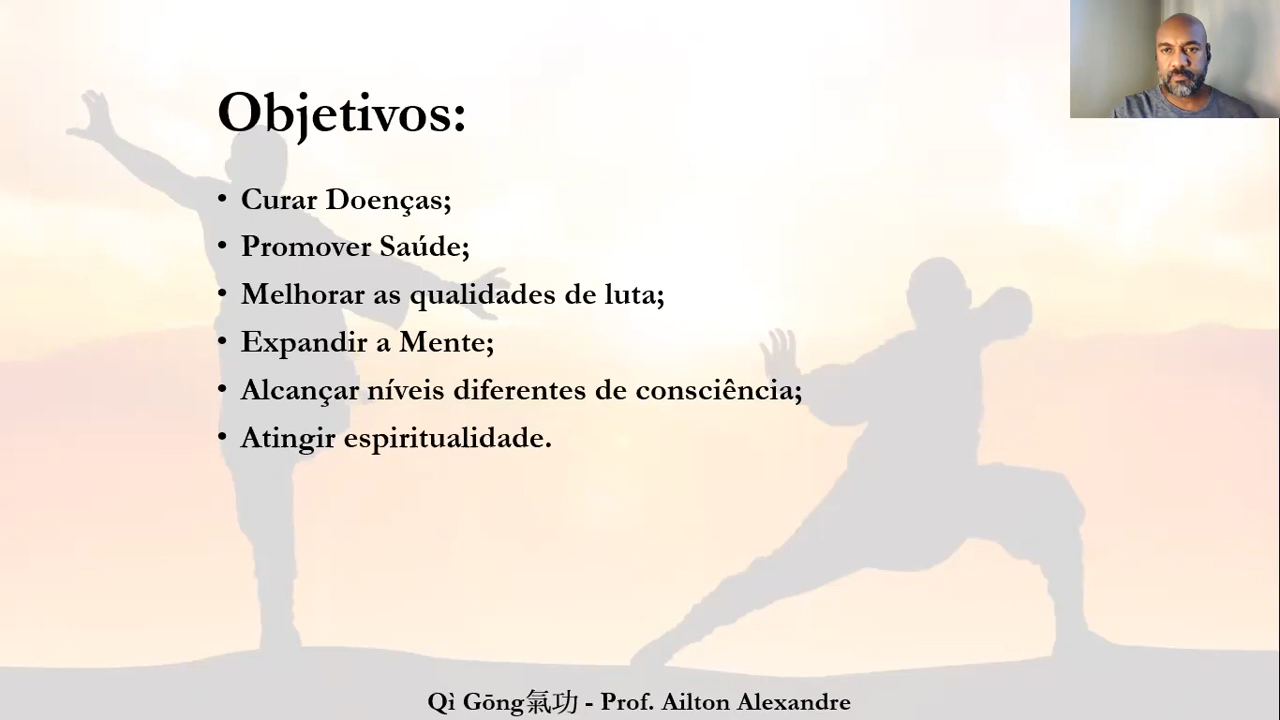 Objetivos:
• Curar Doenças;
• Promover Saúde;
• Melhorar as qualidades de luta;
• Expandir a Mente;
• Alcançar níveis diferentes de consciência;
• Atingir espiritualidade.
Qì Gōng氣功 - Prof. Ailton Alexandre